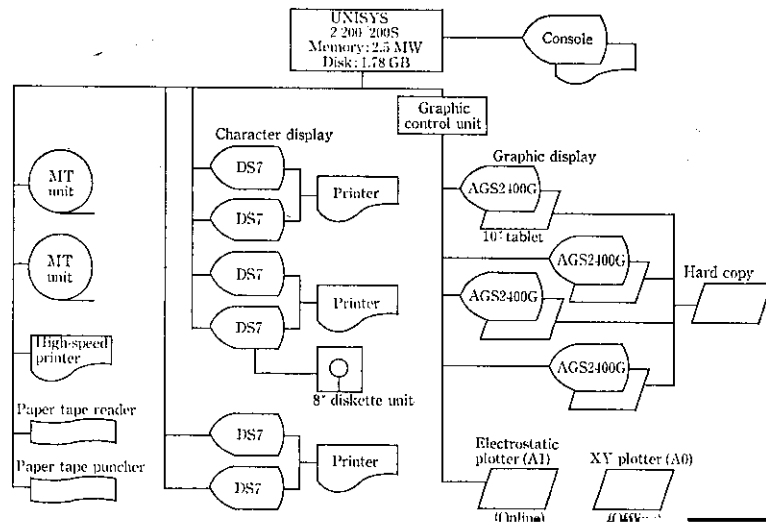 UNISYS
2 200/200S
Memory: 2.5 MW
Disk: 1.78 GB
Console
Graphic
control unit
Character display
DS7
DS7
Printer
DS7
DS7
Printer
8" diskette unit
DS7
DS7
Printer
MT
unit
MT
unit
High-speed
printer
Paper tape reader
Paper tape puncher
Graphic display
AGS2400G
10" tablet
AGS2400G
AGS2400G
AGS2400G
Hard copy
Electrostatic
plotter (A1)
(Online)
XY plotter (A0)